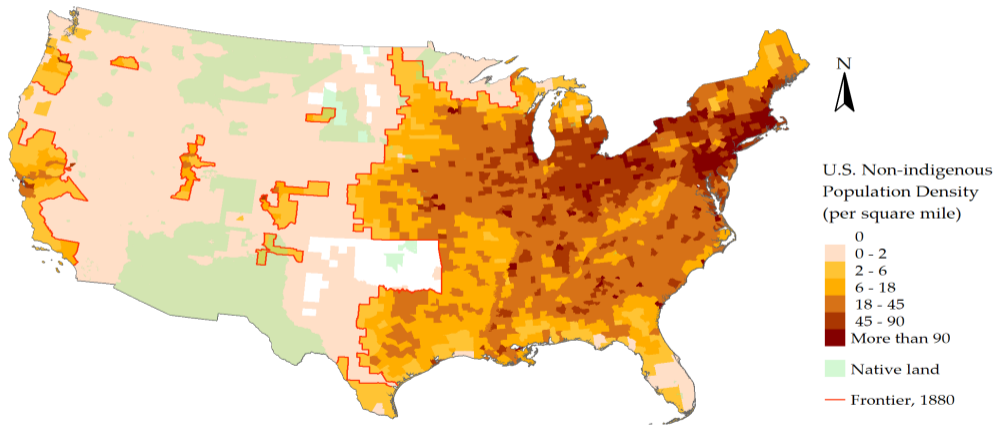 N
U.S. Non-indigenous
Population Density
(per square mile)
0
0 - 2
2 - 6
6 - 18
18 - 45
45 - 90
More than 90
Native land
Frontier, 1880